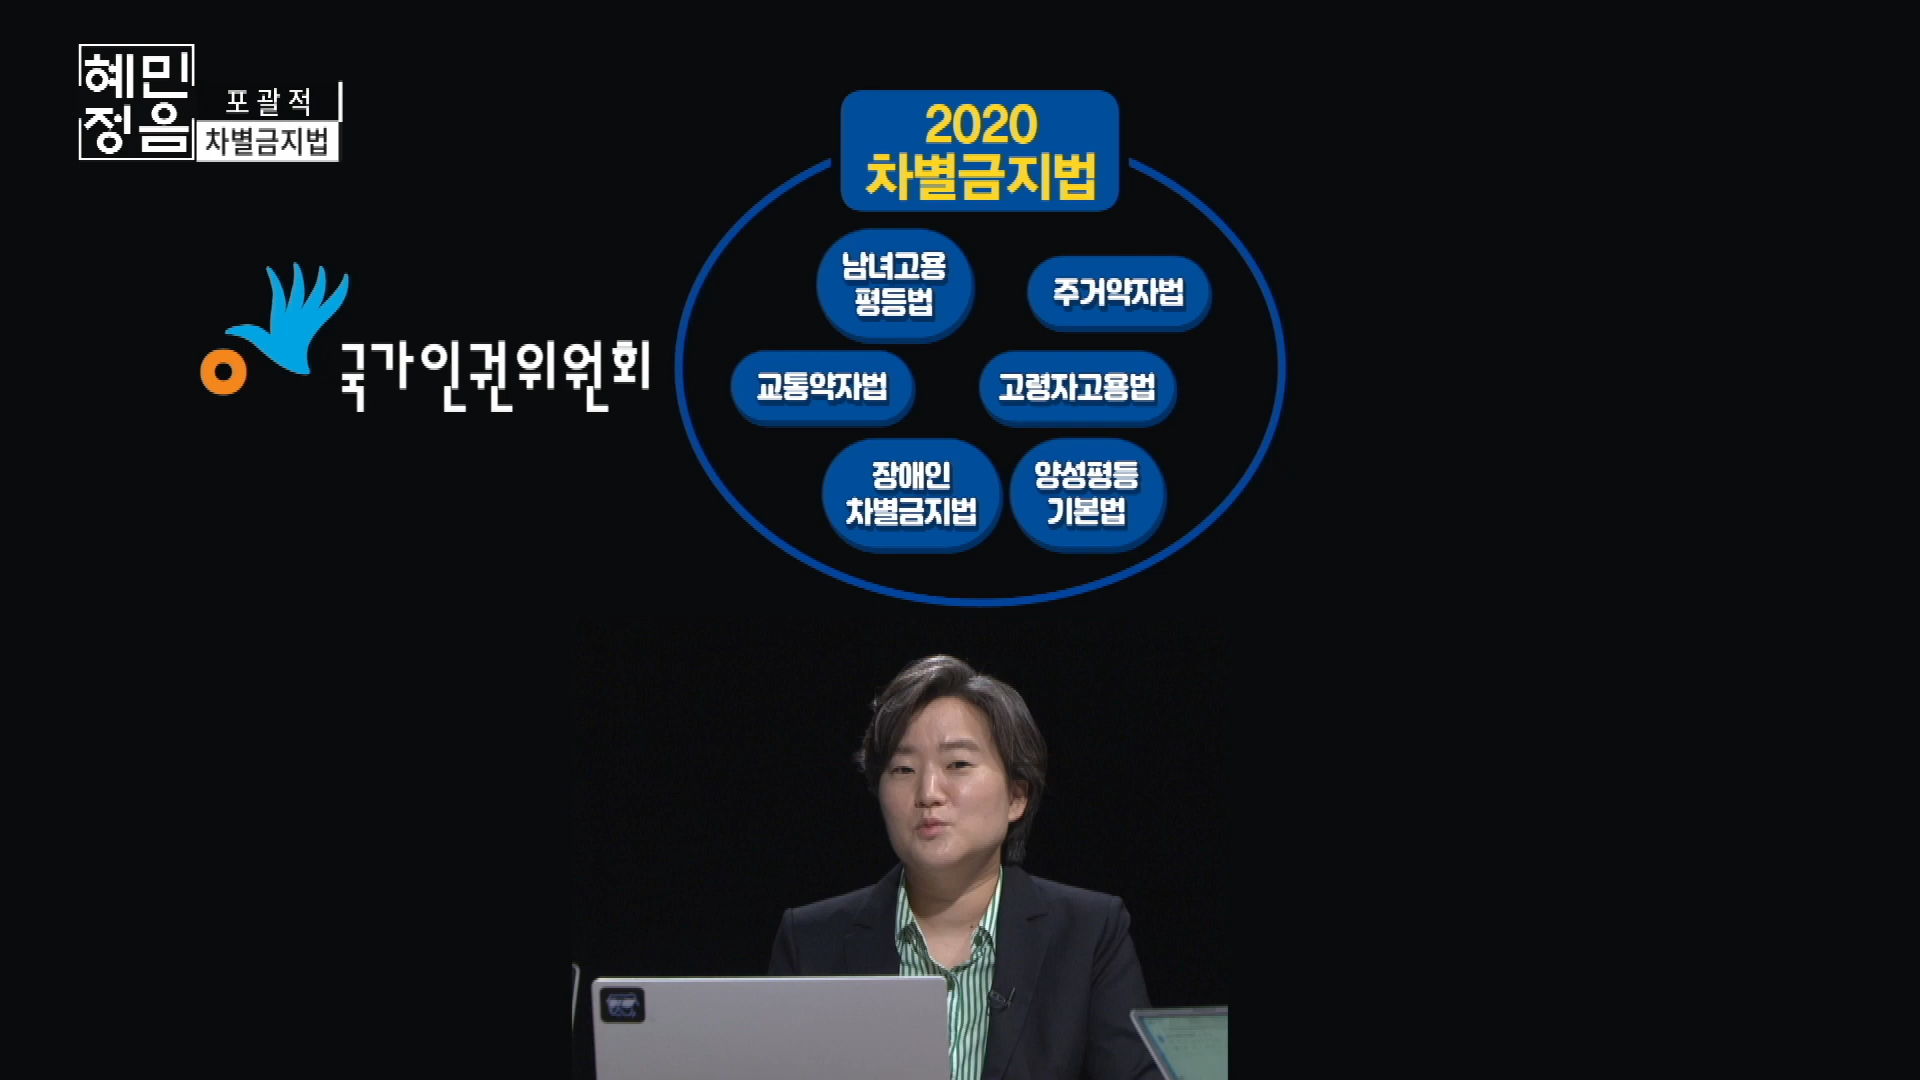 혜민
정음
포괄적
차별금지법
2020
차별금지법
남녀고용
평등법
주거약자법
국가인권위원회
교통약자법
고령자고용법
장애인
차별금지법
양성평등
기본법